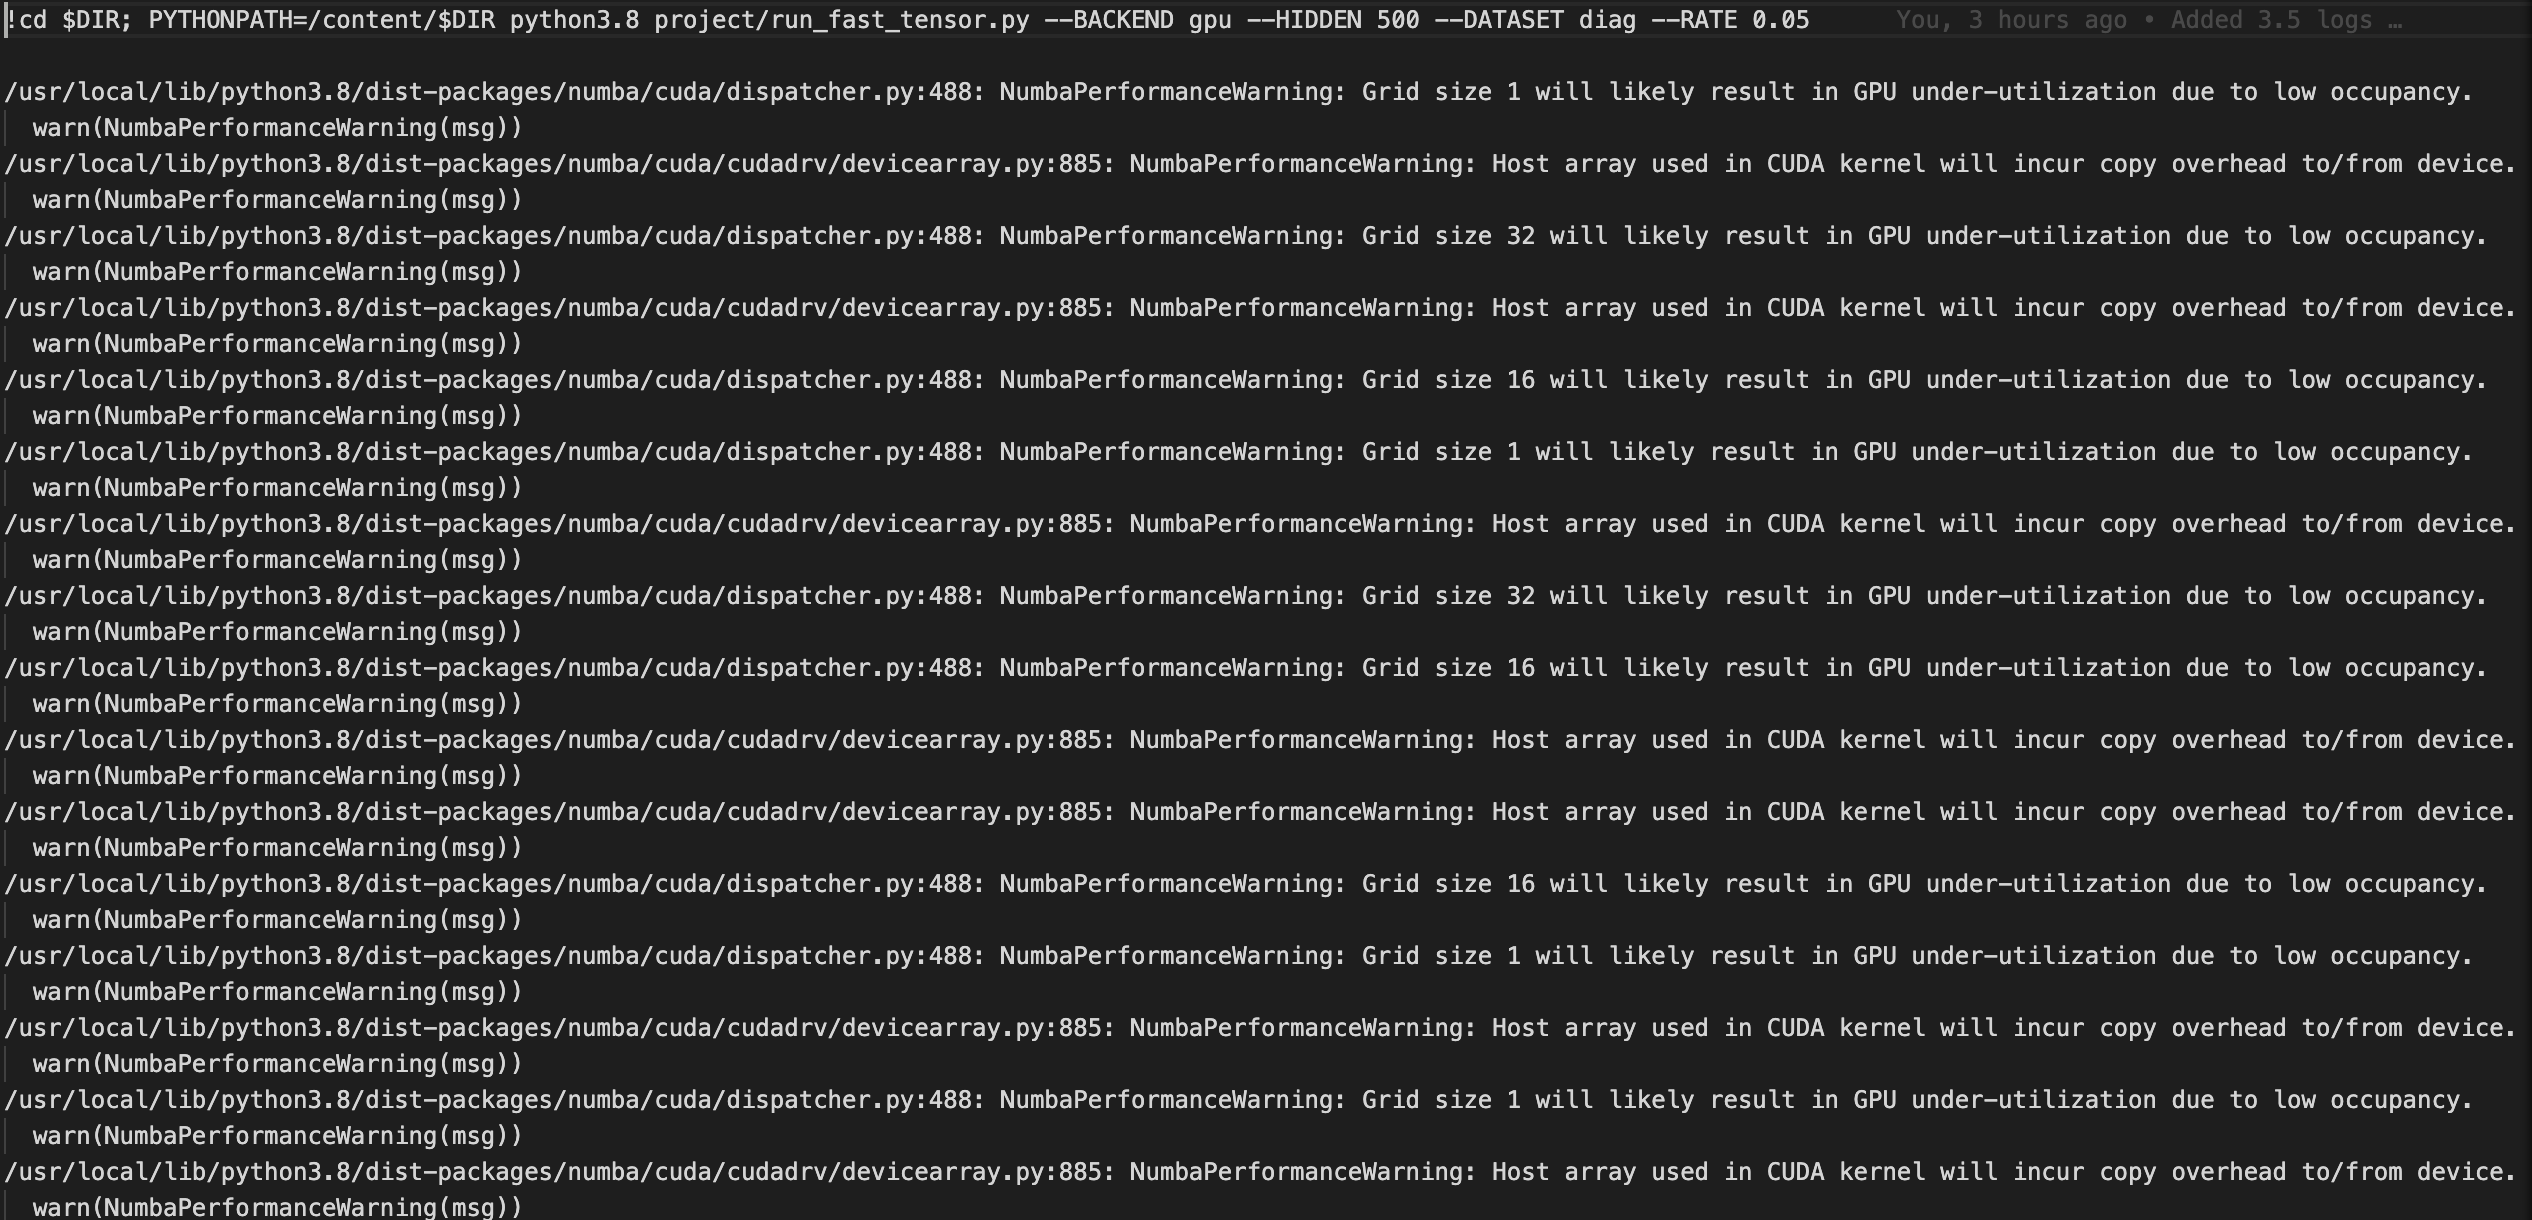 !cd $DIR; PYTHONPATH=/content/$DIR python3.8 project/run_fast_tensor.py --BACKEND gpu --HIDDEN 500 --DATASET diag --RATE 0.05 You, 3 hours ago • Added 3.5 logs …
/usr/local/lib/python3.8/dist-packages/numba/cuda/dispatcher.py:488: NumbaPerformanceWarning: Grid size 1 will likely result in GPU under-utilization due to low occupancy.
warn(NumbaPerformanceWarning(msg))
/usr/local/lib/python3.8/dist-packages/numba/cuda/cudadrv/devicearray.py:885: NumbaPerformanceWarning: Host array used in CUDA kernel will incur copy overhead to/from device.
warn(NumbaPerformanceWarning(msg))
/usr/local/lib/python3.8/dist-packages/numba/cuda/dispatcher.py:488: NumbaPerformanceWarning: Grid size 32 will likely result in GPU under-utilization due to low occupancy.
warn(NumbaPerformanceWarning(msg))
/usr/local/lib/python3.8/dist-packages/numba/cuda/cudadrv/devicearray.py:885: NumbaPerformanceWarning: Host array used in CUDA kernel will incur copy overhead to/from device.
warn(NumbaPerformanceWarning(msg))
/usr/local/lib/python3.8/dist-packages/numba/cuda/dispatcher.py:488: NumbaPerformanceWarning: Grid size 16 will likely result in GPU under-utilization due to low occupancy.
warn(NumbaPerformanceWarning(msg))
/usr/local/lib/python3.8/dist-packages/numba/cuda/dispatcher.py:488: NumbaPerformanceWarning: Grid size 1 will likely result in GPU under-utilization due to low occupancy.
warn(NumbaPerformanceWarning(msg))
/usr/local/lib/python3.8/dist-packages/numba/cuda/cudadrv/devicearray.py:885: NumbaPerformanceWarning: Host array used in CUDA kernel will incur copy overhead to/from device.
warn(NumbaPerformanceWarning(msg))
/usr/local/lib/python3.8/dist-packages/numba/cuda/dispatcher.py:488: NumbaPerformanceWarning: Grid size 32 will likely result in GPU under-utilization due to low occupancy.
warn(NumbaPerformanceWarning(msg))
/usr/local/lib/python3.8/dist-packages/numba/cuda/dispatcher.py:488: NumbaPerformanceWarning: Grid size 16 will likely result in GPU under-utilization due to low occupancy.
warn(NumbaPerformanceWarning(msg))
/usr/local/lib/python3.8/dist-packages/numba/cuda/cudadrv/devicearray.py:885: NumbaPerformanceWarning: Host array used in CUDA kernel will incur copy overhead to/from device.
warn(NumbaPerformanceWarning(msg))
/usr/local/lib/python3.8/dist-packages/numba/cuda/cudadrv/devicearray.py:885: NumbaPerformanceWarning: Host array used in CUDA kernel will incur copy overhead to/from device.
warn(NumbaPerformanceWarning(msg))
/usr/local/lib/python3.8/dist-packages/numba/cuda/dispatcher.py:488: NumbaPerformanceWarning: Grid size 16 will likely result in GPU under-utilization due to low occupancy.
warn(NumbaPerformanceWarning(msg))
/usr/local/lib/python3.8/dist-packages/numba/cuda/dispatcher.py:488: NumbaPerformanceWarning: Grid size 1 will likely result in GPU under-utilization due to low occupancy.
warn(NumbaPerformanceWarning(msg))
/usr/local/lib/python3.8/dist-packages/numba/cuda/cudadrv/devicearray.py:885: NumbaPerformanceWarning: Host array used in CUDA kernel will incur copy overhead to/from device.
warn(NumbaPerformanceWarning(msg))
/usr/local/lib/python3.8/dist-packages/numba/cuda/dispatcher.py:488: NumbaPerformanceWarning: Grid size 1 will likely result in GPU under-utilization due to low occupancy.
warn(NumbaPerformanceWarning(msg))
/usr/local/lib/python3.8/dist-packages/numba/cuda/cudadrv/devicearray.py:885: NumbaPerformanceWarning: Host array used in CUDA kernel will incur copy overhead to/from device.
warn(NumbaPerformanceWarning(msg))